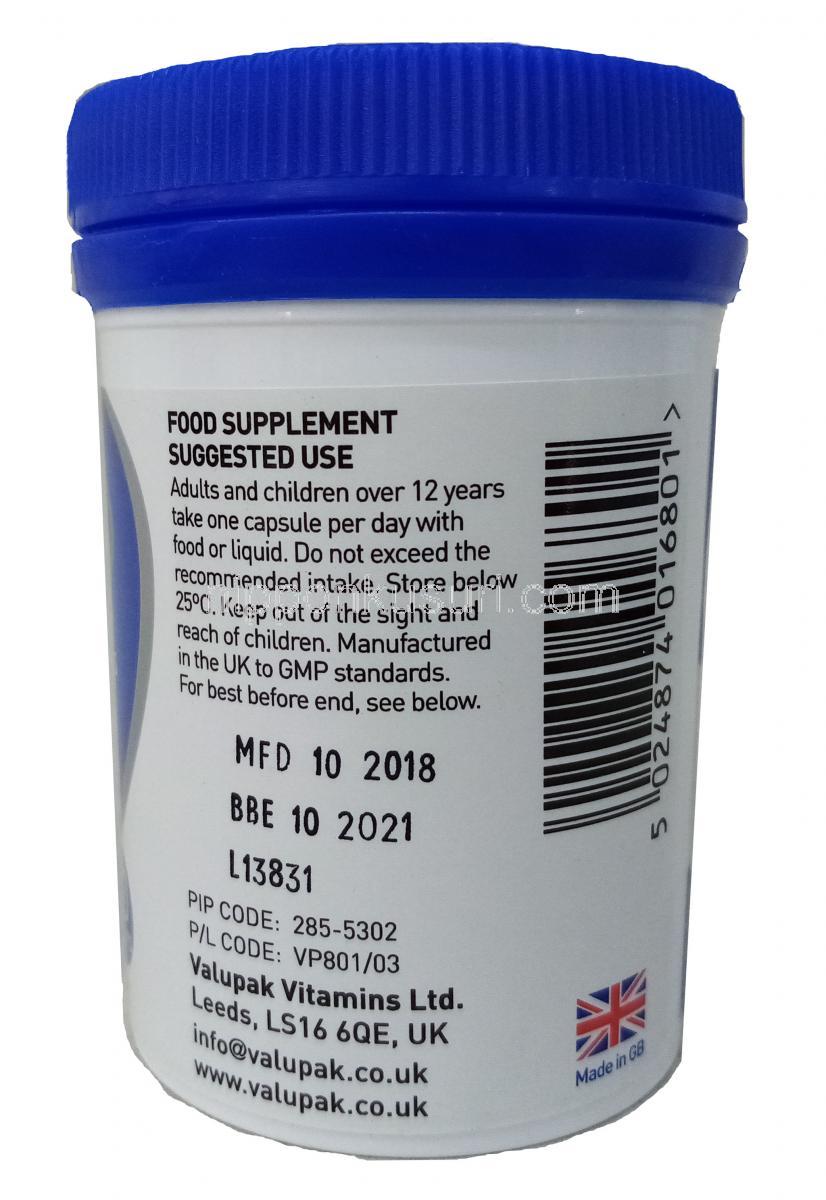 FOOD SUPPLEMENT
SUGGESTED USE
Adults and children over 12 years
take one capsule per day with
food or liquid. Do not exceed the
recommended intake. Store below
25°C. Keep out of the sight and
reach of children. Manufactured
in the UK to GMP standards.
For best before end, see below.
MFD 10 2018
BBE 10 2021
L13831
PIP CODE: 285-5302
P/L CODE: VP801/03
Valupak Vitamins Ltd.
Leeds, LS16 6QE, UK
info@valupak.co.uk
www.valupak.co.uk
5 024874 016801 >
Made in GB